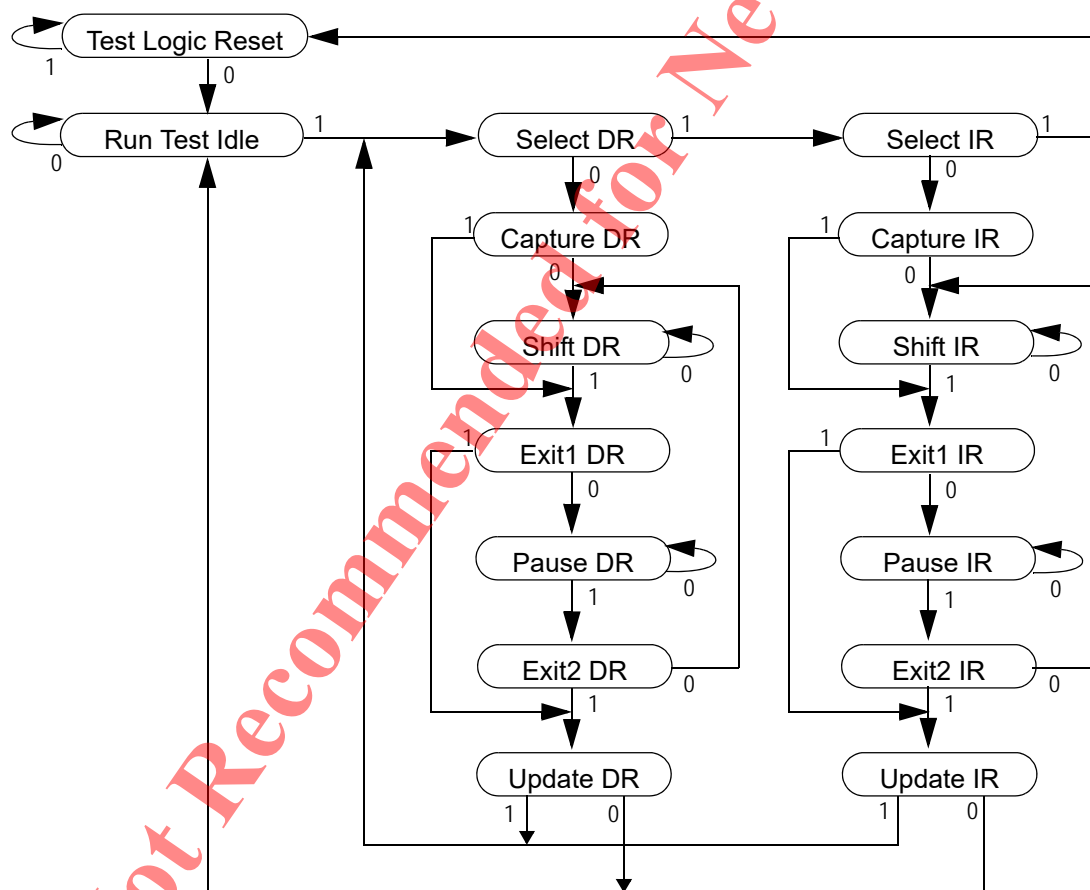 Test Logic Reset
1
0
Run Test Idle
0
1
Select DR
1
0
Select IR
1
0
1
Capture DR
0
1
Capture IR
0
Shift DR
0
1
Shift IR
0
1
1
Exit1 DR
0
1
Exit1 IR
0
Pause DR
0
1
Pause IR
0
1
Exit2 DR
0
1
Exit2 IR
0
1
Update DR
1
0
Update IR
1
0
ot Recommended for Ne